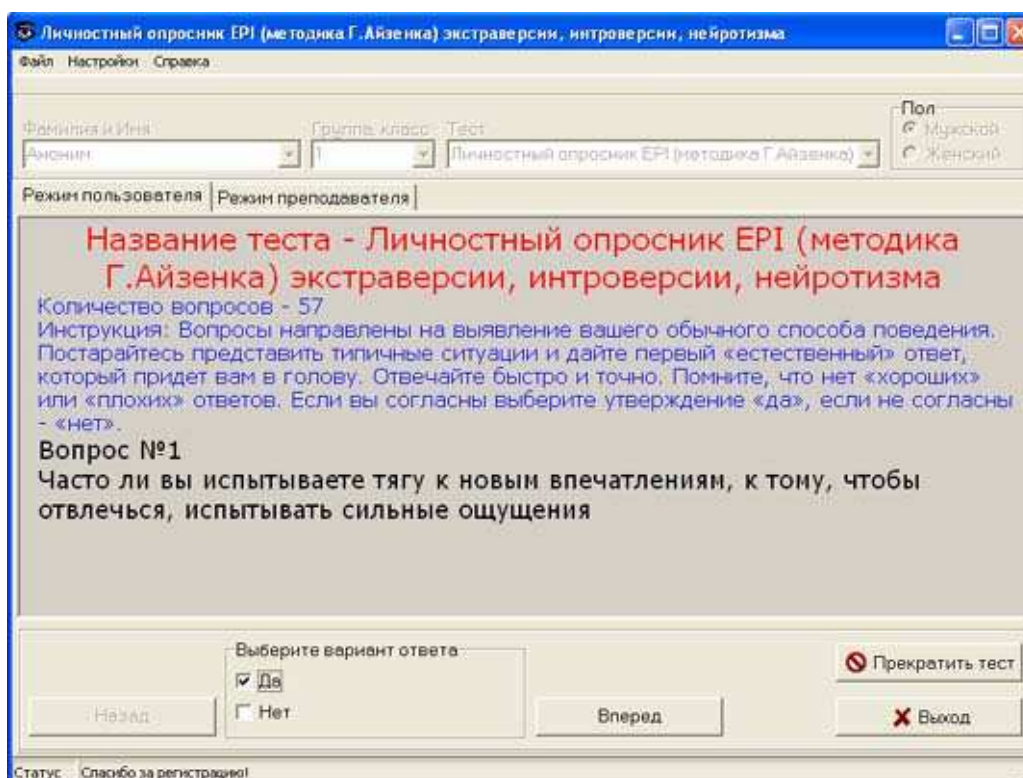 Личностный опросник EPI (методика Г.Айзенка) экстраверсии, интроверсии, нейротизма
Файл Настройки Справка
Фамилия и Имя Группа, класс Тест Пол
Аноним 1 Личностный опросник EPI (методика Г.Айзенка) Мужской
Женский
Режим пользователя Режим преподавателя
Название теста - Личностный опросник EPI (методика
Г.Айзенка) экстраверсии, интроверсии, нейротизма
Количество вопросов - 57
Инструкция: Вопросы направлены на выявление вашего обычного способа поведения.
Постарайтесь представить типичные ситуации и дайте первый «естественный» ответ,
который придет вам в голову. Отвечайте быстро и точно. Помните, что нет «хороших»
или «плохих» ответов. Если вы согласны выберите утверждение «да», если не согласны
- «нет».
Вопрос №1
Часто ли вы испытываете тягу к новым впечатлениям, к тому, чтобы
отвлечься, испытывать сильные ощущения
Выберите вариант ответа
Да
Нет
Назад
Вперед
Прекратить тест
Выход
Статус Спасибо за регистрацию!